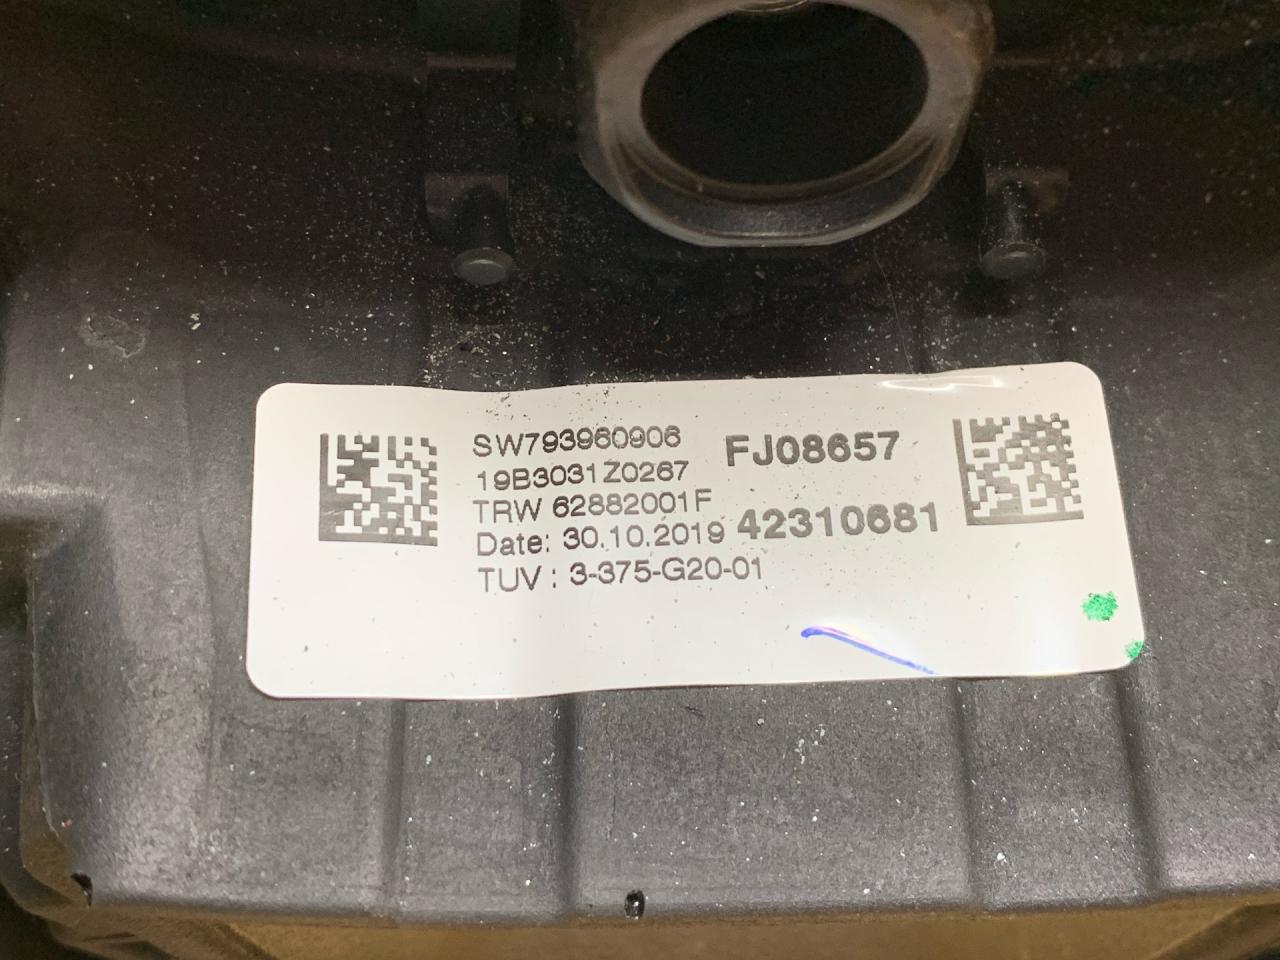 SW793960906
19B3031Z0267
TRW 62882001F
Date: 30.10.2019
TUV : 3-375-G20-01
FJ08657
42310681